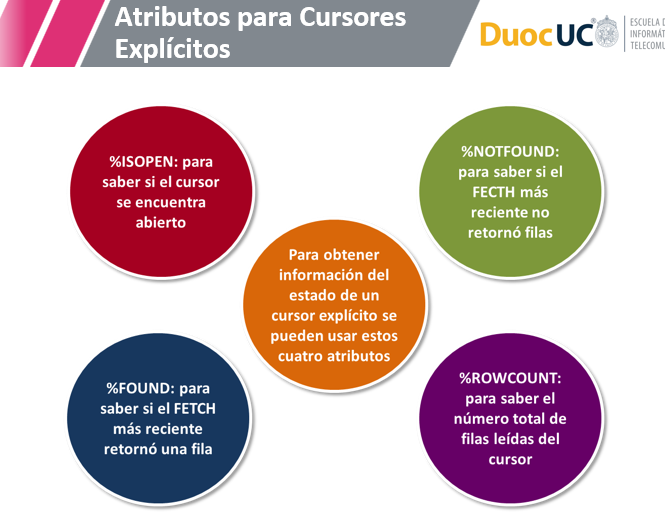 Atributos para Cursores
Explícitos
DuocUC
ESCUELA D
INFORMÁT
TELECOMU
%ISOPEN: para
saber si el cursor
se encuentra
abierto
%NOTFOUND:
para saber si el
FECTH más
reciente no
retornó filas
Para obtener
información del
estado de un
cursor explícito se
pueden usar estos
cuatro atributos
%FOUND: para
saber si el FETCH
más reciente
retornó una fila
%ROWCOUNT:
para saber el
número total de
filas leídas del
cursor